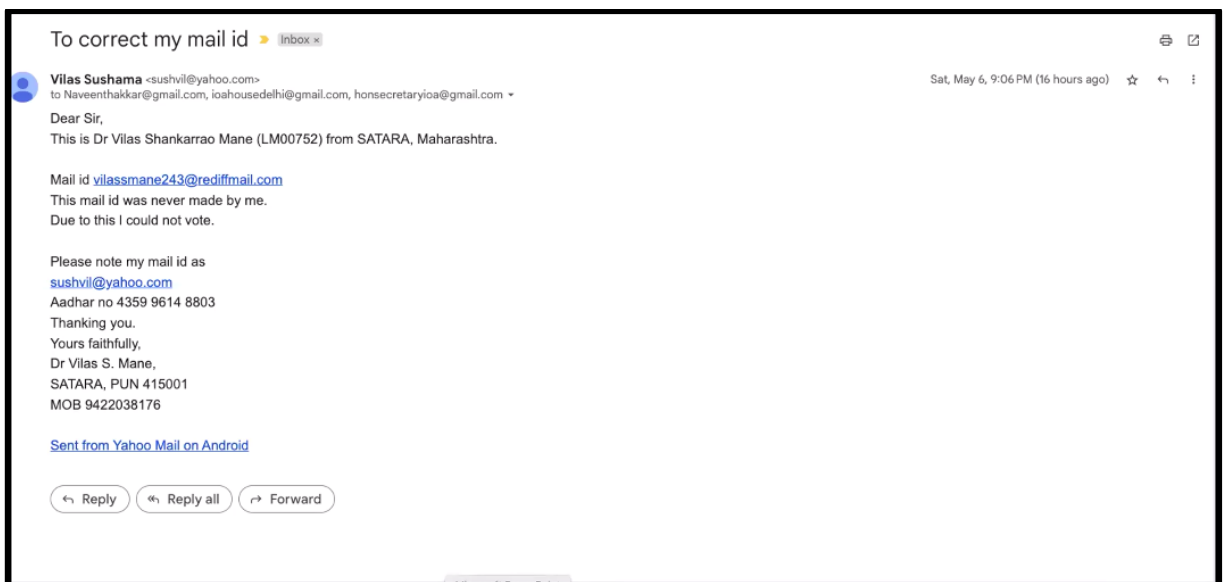 To correct my mail id Inbox ×
Vilas Sushama <sushvil@yahoo.com> Sat, May 6, 9:06 PM (16 hours ago)
to Naveenthakkar@gmail.com, ioahousedelhi@gmail.com, honsecretaryioa@gmail.com
Dear Sir,
This is Dr Vilas Shankarrao Mane (LM00752) from SATARA, Maharashtra.
Mail id vilassmane243@rediffmail.com
This mail id was never made by me.
Due to this I could not vote.
Please note my mail id as
sushvil@yahoo.com
Aadhar no 4359 9614 8803
Thanking you.
Yours faithfully,
Dr Vilas S. Mane,
SATARA, PUN 415001
MOB 9422038176
Sent from Yahoo Mail on Android
Reply Reply all Forward